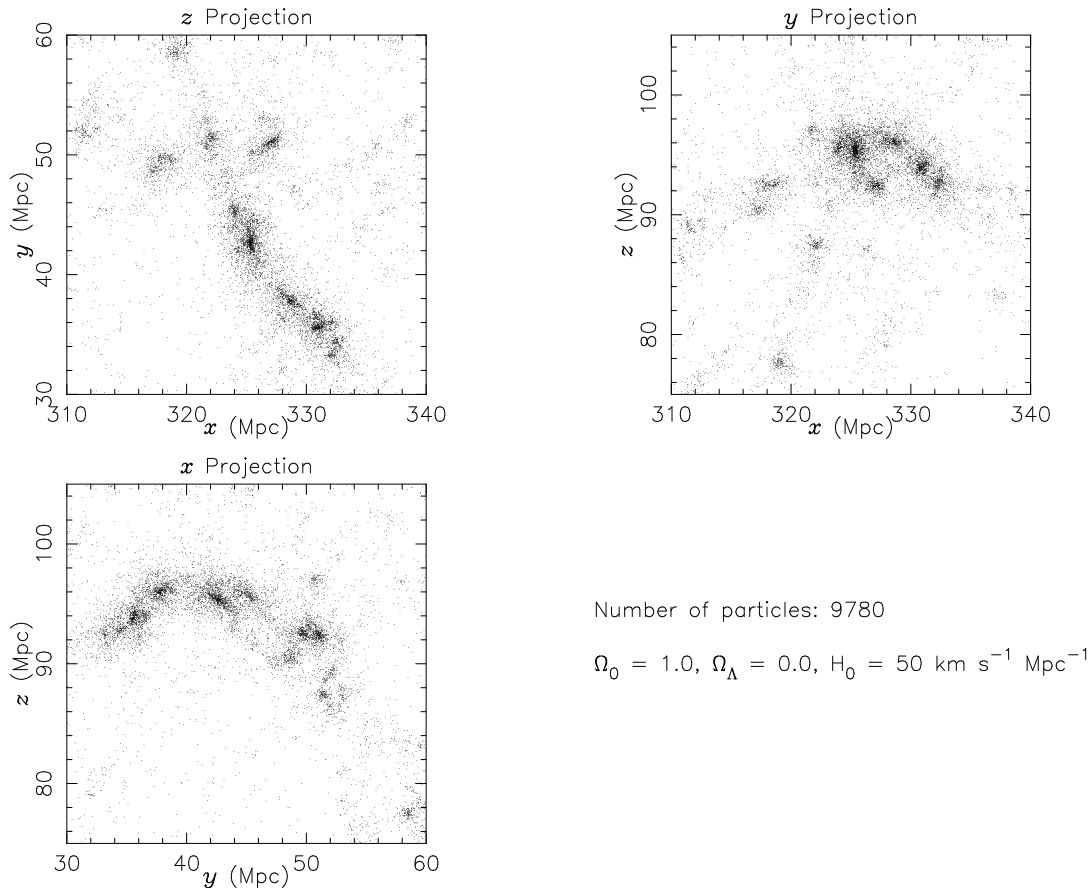 z Projection
60
50
40
30
y (Mpc)
310
320
330
340
x (Mpc)
y Projection
100
90
80
z (Mpc)
310
320
330
340
x (Mpc)
x Projection
100
90
80
z (Mpc)
30
40
50
60
y (Mpc)
Number of particles: 9780
Ω₀ = 1.0, Ω_Λ = 0.0, H₀ = 50 km s⁻¹ Mpc⁻¹